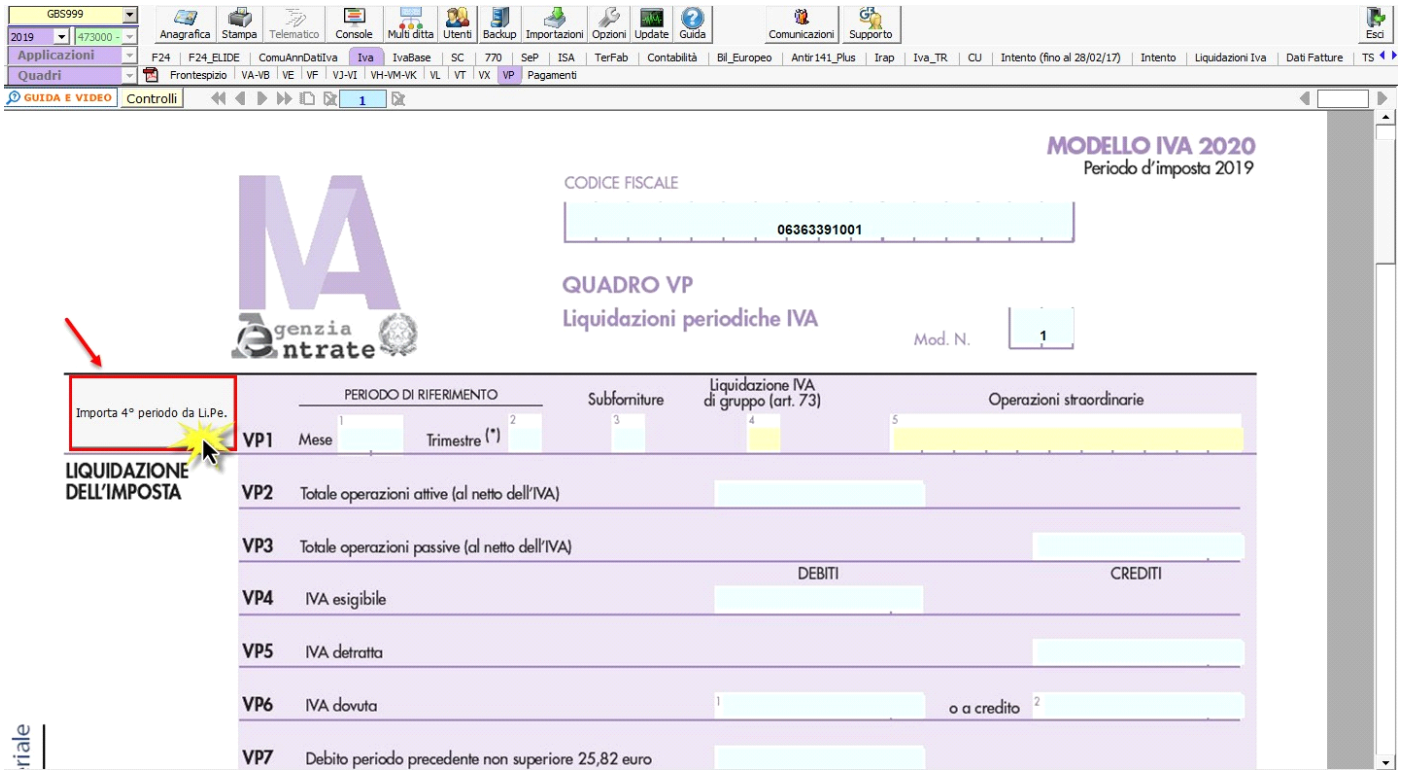 GBS999
Anagrafica Stampa Telematico Console Multi ditta Utenti Backup Importazioni Opzioni Update Guida Comunicazioni Supporto Esci
2019 473000 -
Applicazioni F24 F24_ELIDE ComuAnnDatiIva Iva IvaBase SC 770 SeP ISA TerFab Contabilità Bil_Europeo Antir141_Plus Irap Iva_TR CU Intento (fino al 28/02/17) Intento Liquidazioni Iva Dati Fatture TS
Quadri Frontespizio VA-VB VE VF VJ-VI VH-VM-VK VL VT VX VP Pagamenti
GUIDA E VIDEO Controlli 1
MODELLO IVA 2020
Periodo d'imposta 2019
CODICE FISCALE
06363391001
IVA
QUADRO VP
Liquidazioni periodiche IVA
Mod. N. 1
agenzia
entrate
Importa 4° periodo da Li.Pe.
PERIODO DI RIFERIMENTO Subforniture Liquidazione IVA
di gruppo (art. 73) Operazioni straordinarie
1 2 3 4 5
VP1 Mese Trimestre (*)
LIQUIDAZIONE
DELL'IMPOSTA
VP2 Totale operazioni attive (al netto dell'IVA)
VP3 Totale operazioni passive (al netto dell'IVA)
DEBITI CREDITI
VP4 IVA esigibile
VP5 IVA detratta
VP6 IVA dovuta 1 o a credito 2
VP7 Debito periodo precedente non superiore 25,82 euro
riale